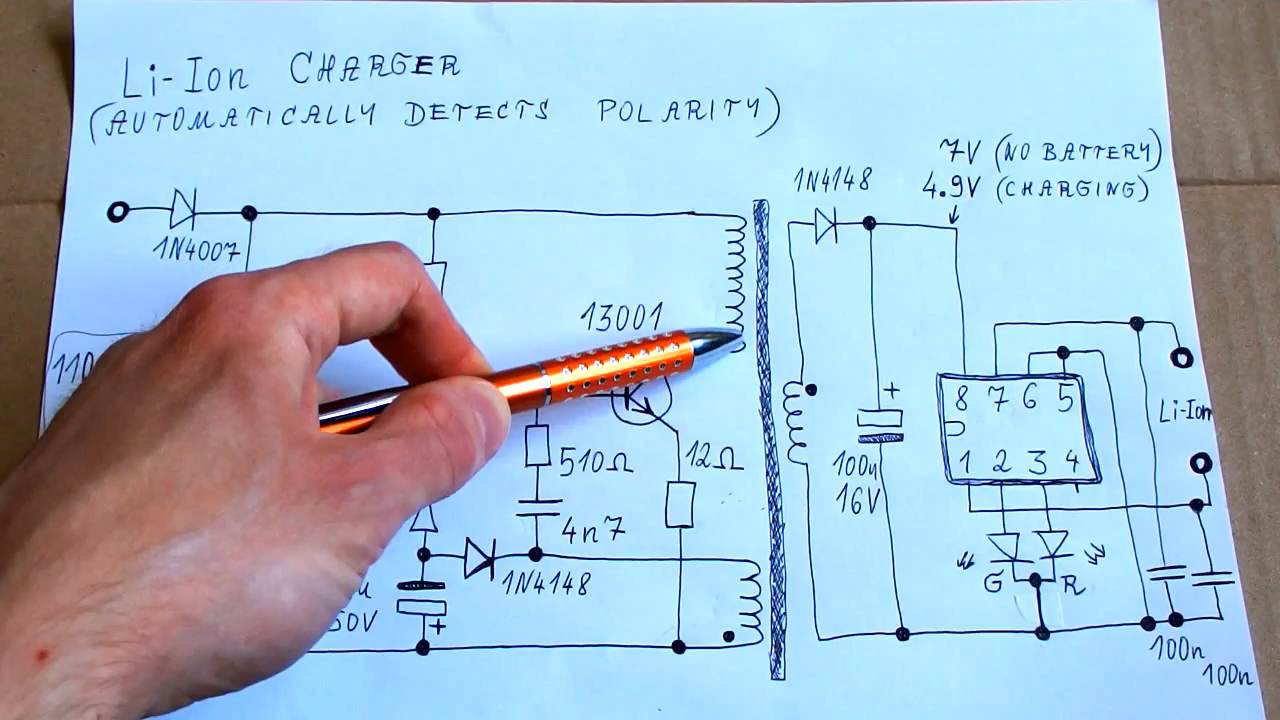 Li-Ion CHARGER
(AUTOMATICALLY DETECTS POLARITY)
7V (NO BATTERY)
1N4148
4.9V (CHARGING)
1N4007
13001
110
+
8 7 6 5
Li-Ion
510Ω
12Ω
100u
16V
1 2 3 4
4n7
1N4148
G
R
+
100n
100n